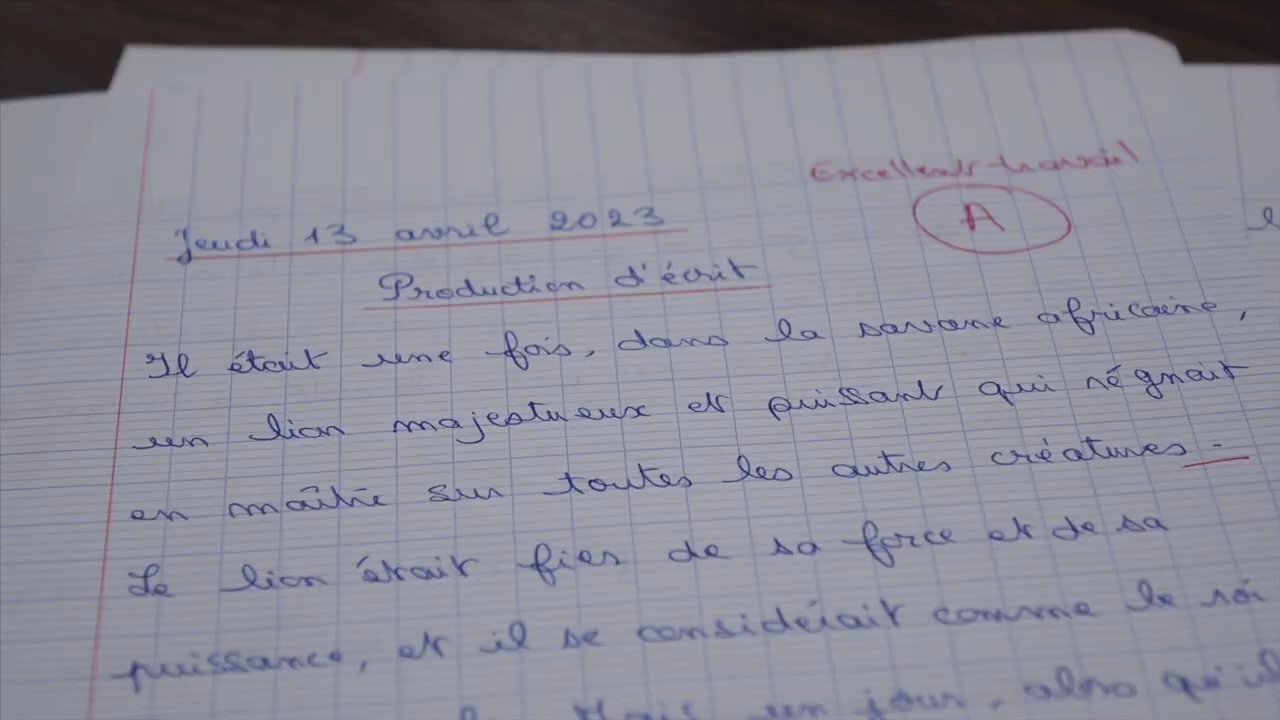 Excellent travail
A
Jeudi 13 avril 2023
Production d'écrit
Il était une fois, dans la savane africaine,
un lion majestueux et puissant qui régnait
en maître sur toutes les autres créatures.
Le lion était fier de sa force et de sa
puissance, et il se considérait comme le roi
Mais un jour, alors qu'il